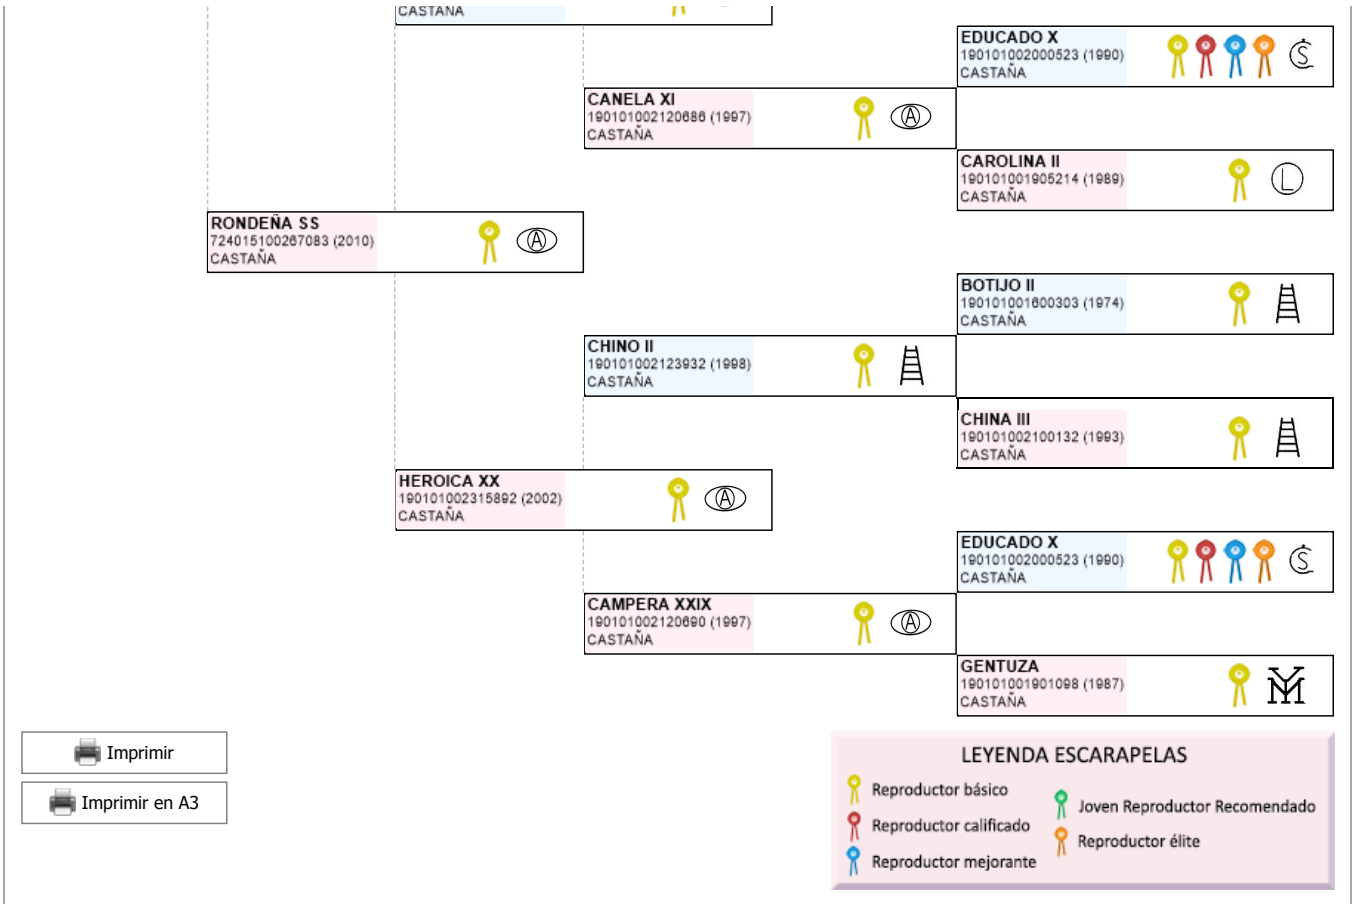 CASTAÑA
EDUCADO X
190101002000523 (1990)
CASTAÑA
CANELA XI
190101002120686 (1997)
CASTAÑA
CAROLINA II
190101001905214 (1989)
CASTAÑA
L
RONDEÑA SS
724015100267083 (2010)
CASTAÑA
A
BOTIJO II
190101001600303 (1974)
CASTAÑA
CHINO II
190101002123932 (1998)
CASTAÑA
CHINA III
190101002100132 (1993)
CASTAÑA
HEROICA XX
190101002315892 (2002)
CASTAÑA
A
EDUCADO X
190101002000523 (1990)
CASTAÑA
CAMPERA XXIX
190101002120690 (1997)
CASTAÑA
A
GENTUZA
190101001901098 (1987)
CASTAÑA
Imprimir
Imprimir en A3
LEYENDA ESCARAPELAS
Reproductor básico
Reproductor calificado
Reproductor mejorante
Joven Reproductor Recomendado
Reproductor élite